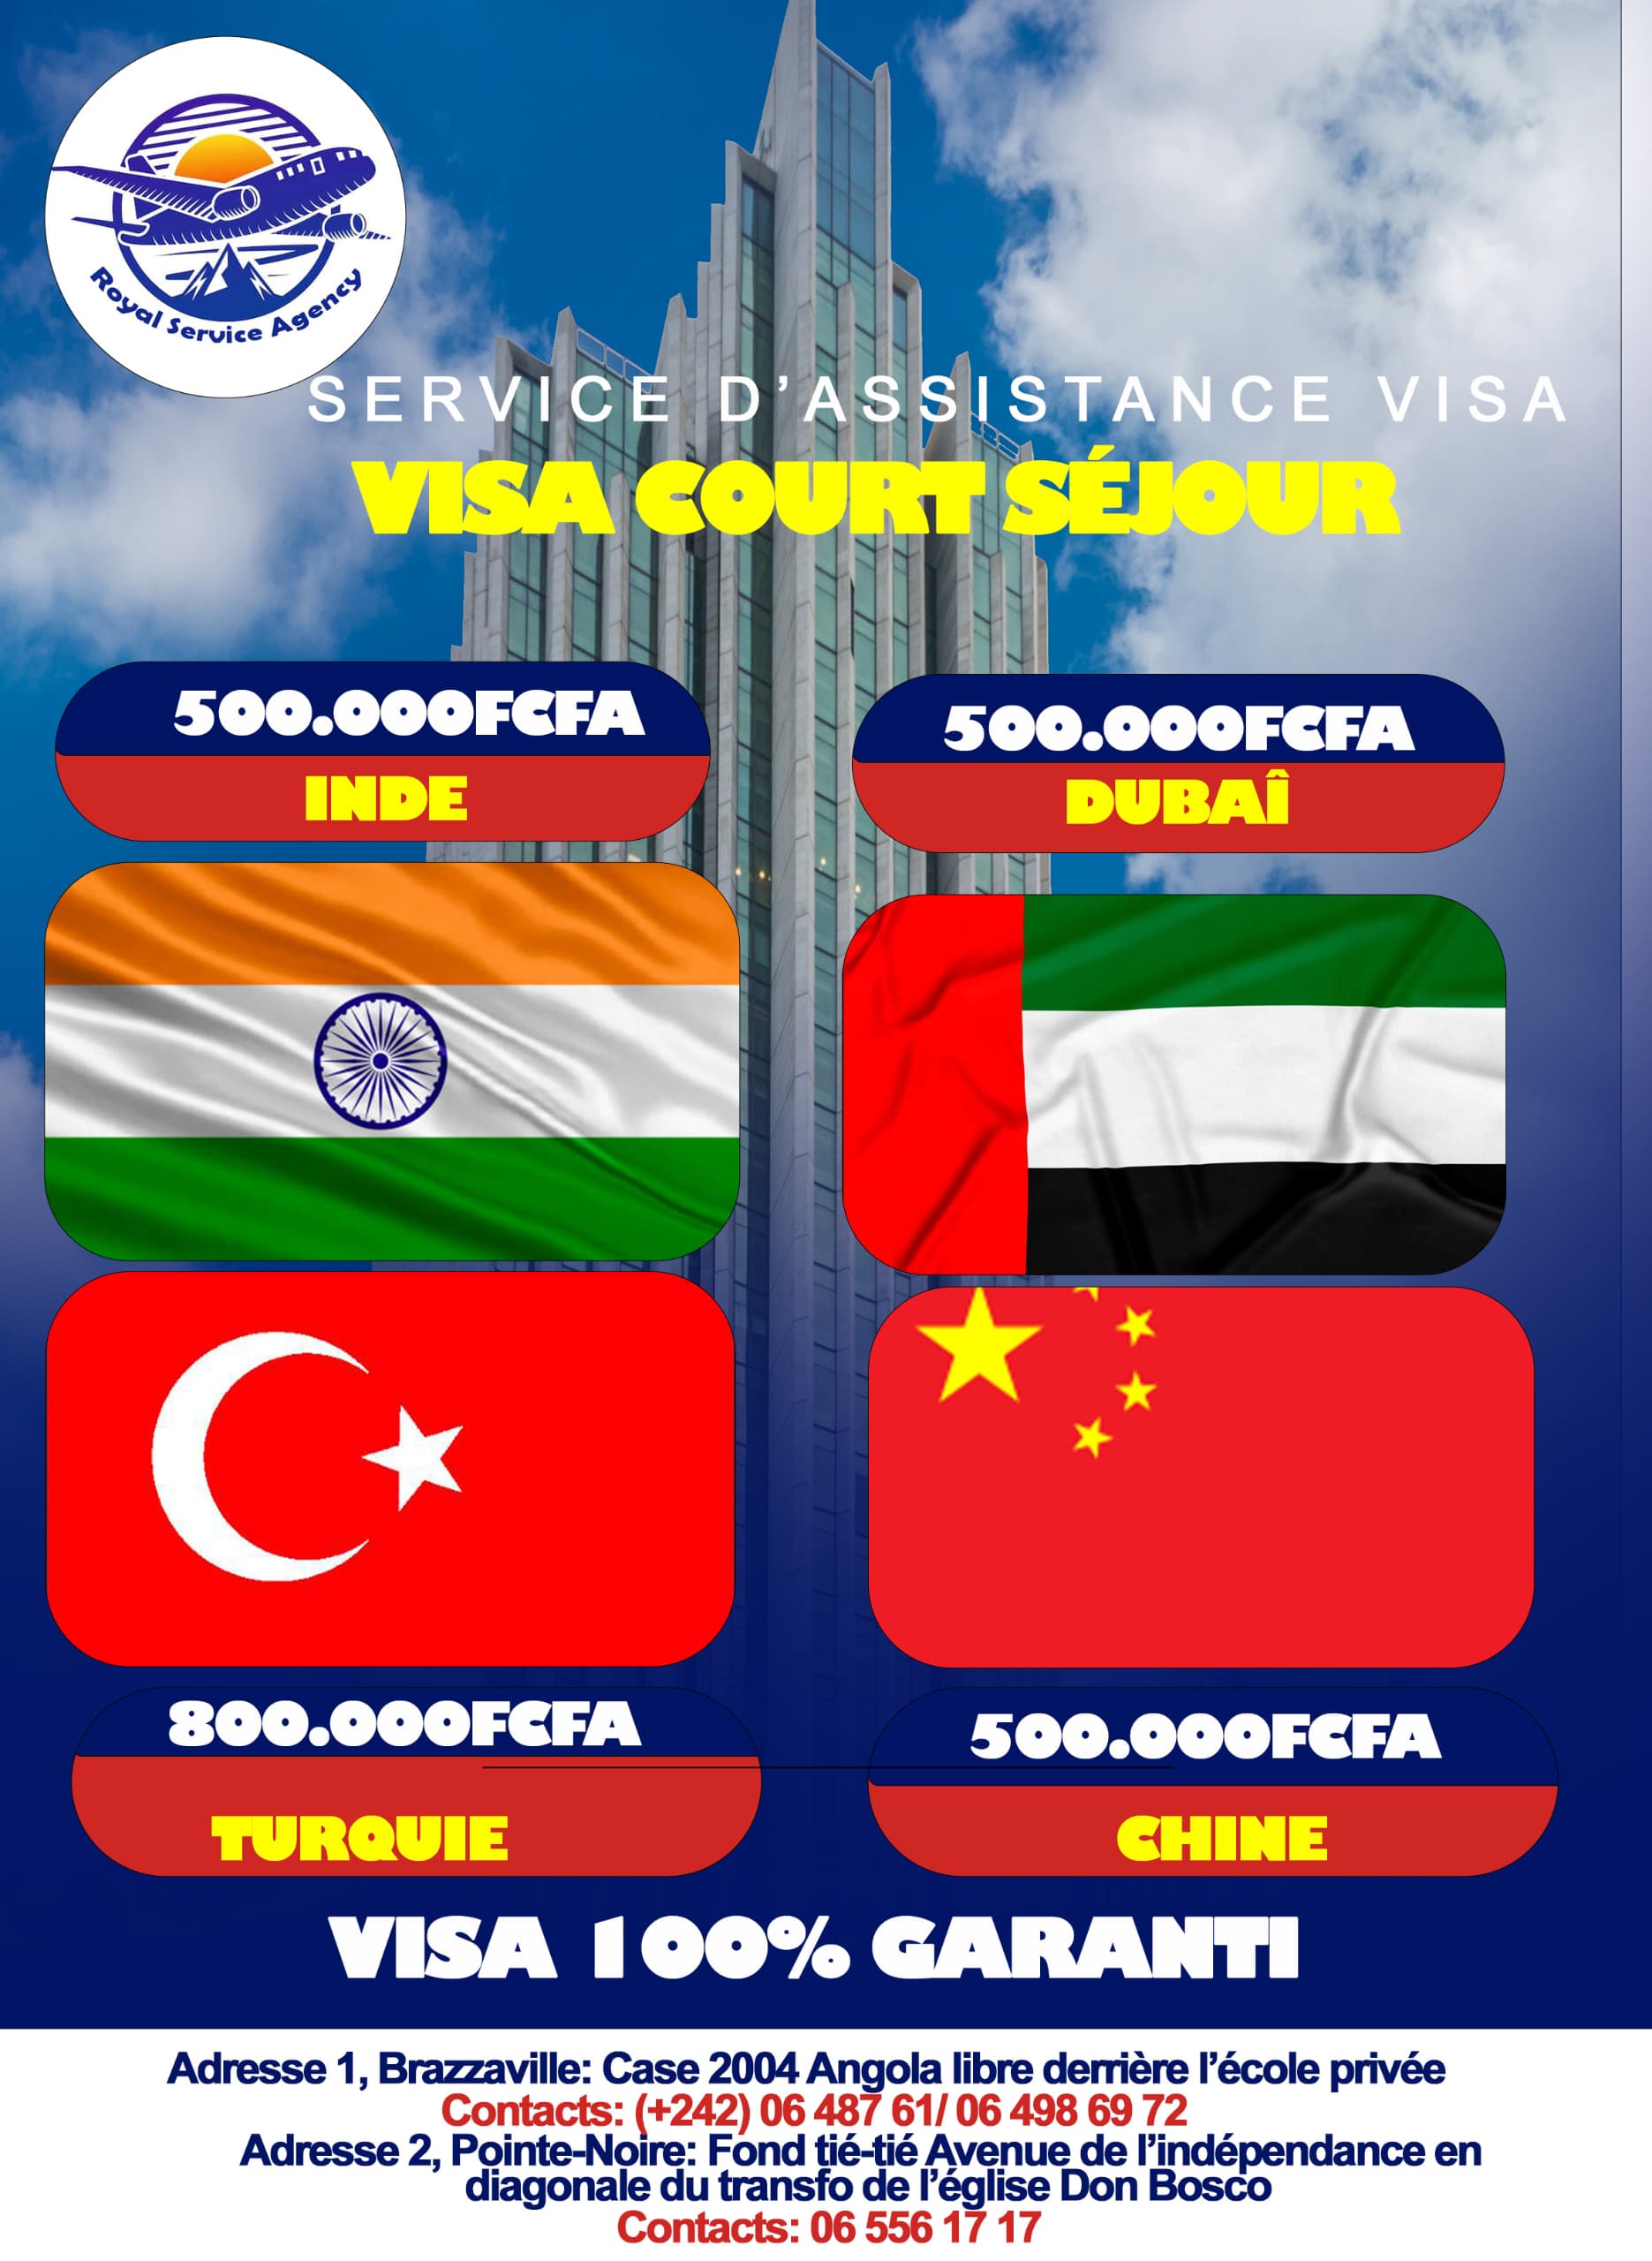 Royal Service Agency
SERVICE D’ASSISTANCE VISA
VISA COURT SÉJOUR
500.000FCFA
INDE
500.000FCFA
DUBAÎ
800.000FCFA
TURQUIE
500.000FCFA
CHINE
VISA 100% GARANTI
Adresse 1, Brazzaville: Case 2004 Angola libre derrière l’école privée
Contacts: (+242) 06 487 61/ 06 498 69 72
Adresse 2, Pointe-Noire: Fond tié-tié Avenue de l’indépendance en
diagonale du transfo de l’église Don Bosco
Contacts: 06 556 17 17